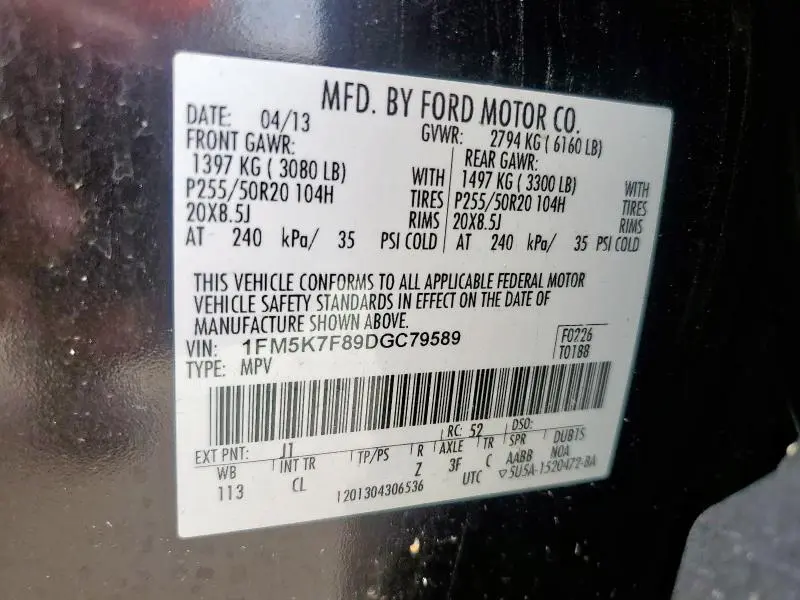 MFD. BY FORD MOTOR CO.
DATE: 04/13 GVWR: 2794 KG ( 6160 LB)
FRONT GAWR: REAR GAWR:
1397 KG ( 3080 LB) WITH 1497 KG ( 3300 LB) WITH
P255/50R20 104H TIRES P255/50R20 104H TIRES
20X8.5J RIMS 20X8.5J RIMS
AT 240 kPa/ 35 PSI COLD AT 240 kPa/ 35 PSI COLD
THIS VEHICLE CONFORMS TO ALL APPLICABLE FEDERAL MOTOR
VEHICLE SAFETY STANDARDS IN EFFECT ON THE DATE OF
MANUFACTURE SHOWN ABOVE.
VIN: 1FM5K7F89DGC79589 F0226
TYPE: MPV T0188
EXT PNT: J1 RC: 52 DSO:
WB INT TR TP/PS R AXLE TR SPR DUBTS
113 CL Z 3F C AABB NOA
1201304306536 UTC ▽5U5A-1520472-BA